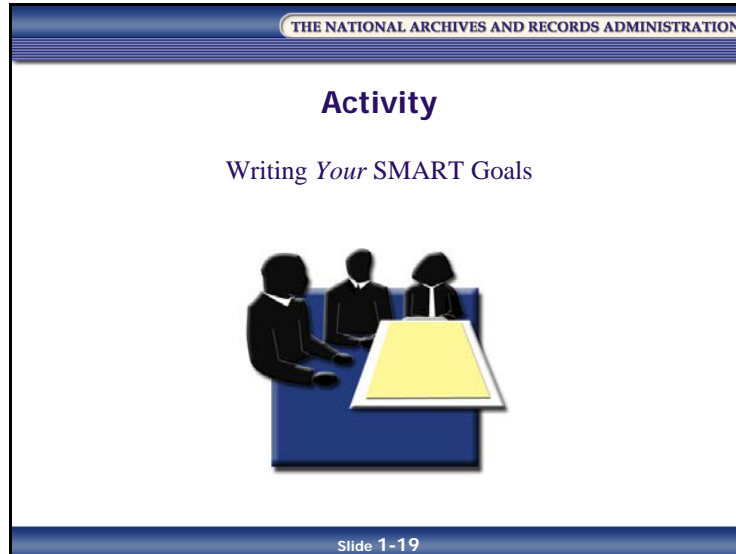 THE NATIONAL ARCHIVES AND RECORDS ADMINISTRATION
Activity
Writing Your SMART Goals
Slide 1-19